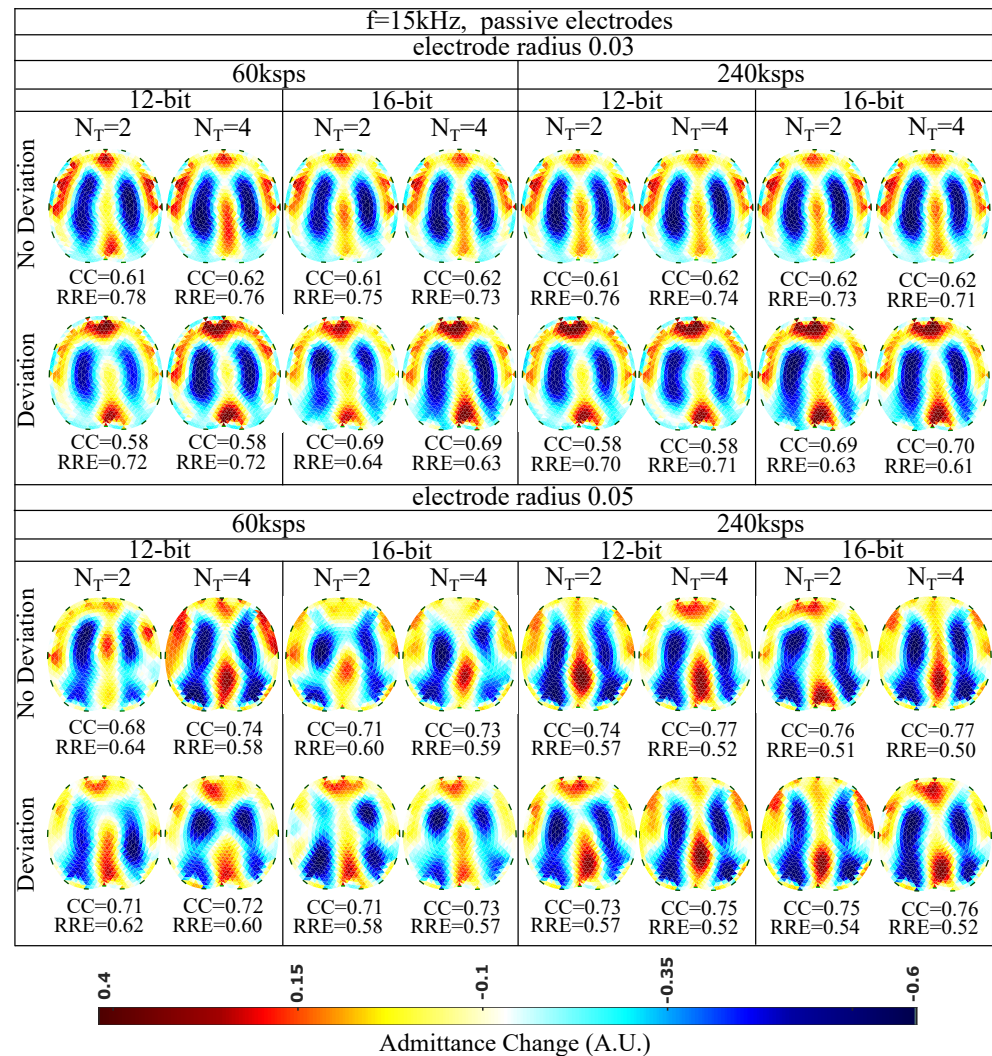 f=15kHz, passive electrodes
electrode radius 0.03
60ksps 240ksps
12-bit 16-bit 12-bit 16-bit
N_T=2 N_T=4 N_T=2 N_T=4 N_T=2 N_T=4 N_T=2 N_T=4
No Deviation
CC=0.61 CC=0.62 CC=0.61 CC=0.62 CC=0.61 CC=0.62 CC=0.62 CC=0.62
RRE=0.78 RRE=0.76 RRE=0.75 RRE=0.73 RRE=0.76 RRE=0.74 RRE=0.73 RRE=0.71
Deviation
CC=0.58 CC=0.58 CC=0.69 CC=0.69 CC=0.58 CC=0.58 CC=0.69 CC=0.70
RRE=0.72 RRE=0.72 RRE=0.64 RRE=0.63 RRE=0.70 RRE=0.71 RRE=0.63 RRE=0.61
electrode radius 0.05
60ksps 240ksps
12-bit 16-bit 12-bit 16-bit
N_T=2 N_T=4 N_T=2 N_T=4 N_T=2 N_T=4 N_T=2 N_T=4
No Deviation
CC=0.68 CC=0.74 CC=0.71 CC=0.73 CC=0.74 CC=0.77 CC=0.76 CC=0.77
RRE=0.64 RRE=0.58 RRE=0.60 RRE=0.59 RRE=0.57 RRE=0.52 RRE=0.51 RRE=0.50
Deviation
CC=0.71 CC=0.72 CC=0.71 CC=0.73 CC=0.73 CC=0.75 CC=0.75 CC=0.76
RRE=0.62 RRE=0.60 RRE=0.58 RRE=0.57 RRE=0.57 RRE=0.52 RRE=0.54 RRE=0.52
0.4 0.15 -0.1 -0.35 -0.6
Admittance Change (A.U.)